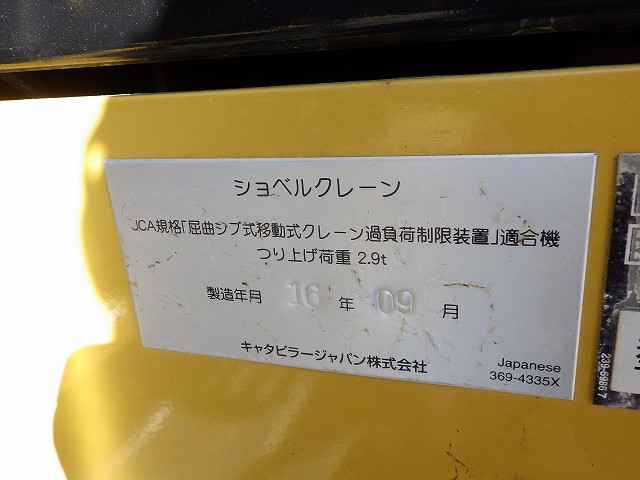 ショベルクレーン
JCA規格「屈曲ジブ式移動式クレーン過負荷制限装置」適合機
つり上げ荷重 2.9t
製造年月 16 年 09 月
キャタピラージャパン株式会社
Japanese
369-4335X
239-6986 7